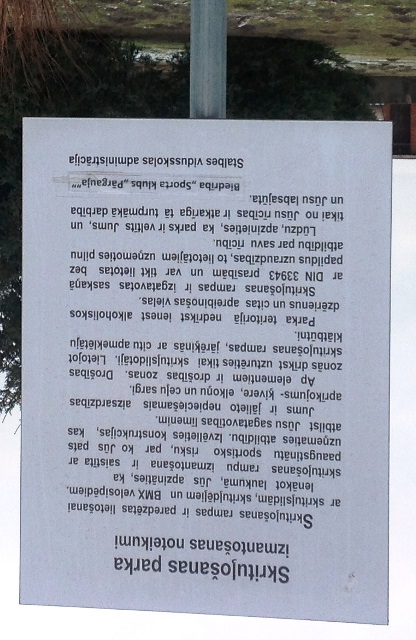 Skrituļošanas parka
izmantošanas noteikumi
Skrituļošanas rampas ir paredzētas lietošanai
ar skrituļslidām, skrituļdēļiem un BMX velosipēdiem.
Ienākot laukumā, Jūs apzināties, ka
skrituļošanas rampu izmantošana ir saistīta ar
paaugstinātu sportisko risku, par ko Jūs pats
uzņematies atbildību. Izvēlieties konstrukcijas, kas
atbilst Jūsu sagatavotības līmenim.
Jums ir jālieto nepieciešamais aizsardzības
aprīkojums- ķivere, elkoņu un ceļu sargi.
Ap elementiem ir drošības zonas. Drošības
zonās drīkst uzturēties tikai skrituļslidotāji. Lietojot
skrituļošanas rampas, jārēķinās ar citu apmeklētāju
klātbūtni.
Parka teritorijā nedrīkst ienest alkoholiskos
dzērienus un citas apreibinošas vielas.
Skrituļošanas rampas ir izgatavotas saskaņā
ar DIN 33943 prasībām un var tikt lietotas bez
papildus uzraudzības, to lietotājiem uzņemoties pilnu
atbildību par savu rīcību.
Lūdzu, apzinieties, ka parks ir veltīts Jums, un
tikai no Jūsu rīcības ir atkarīga tā turpmākā darbība
un Jūsu labsajūta.
Biedrība „Sporta klubs „Pārgauja””
Stalbes vidusskolas administrācija